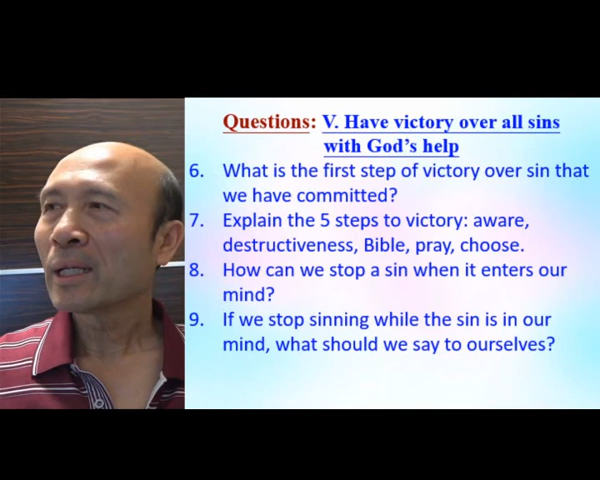 Questions: V. Have victory over all sins
with God's help
6. What is the first step of victory over sin that
we have committed?
7. Explain the 5 steps to victory: aware,
destructiveness, Bible, pray, choose.
8. How can we stop a sin when it enters our
mind?
9. If we stop sinning while the sin is in our
mind, what should we say to ourselves?